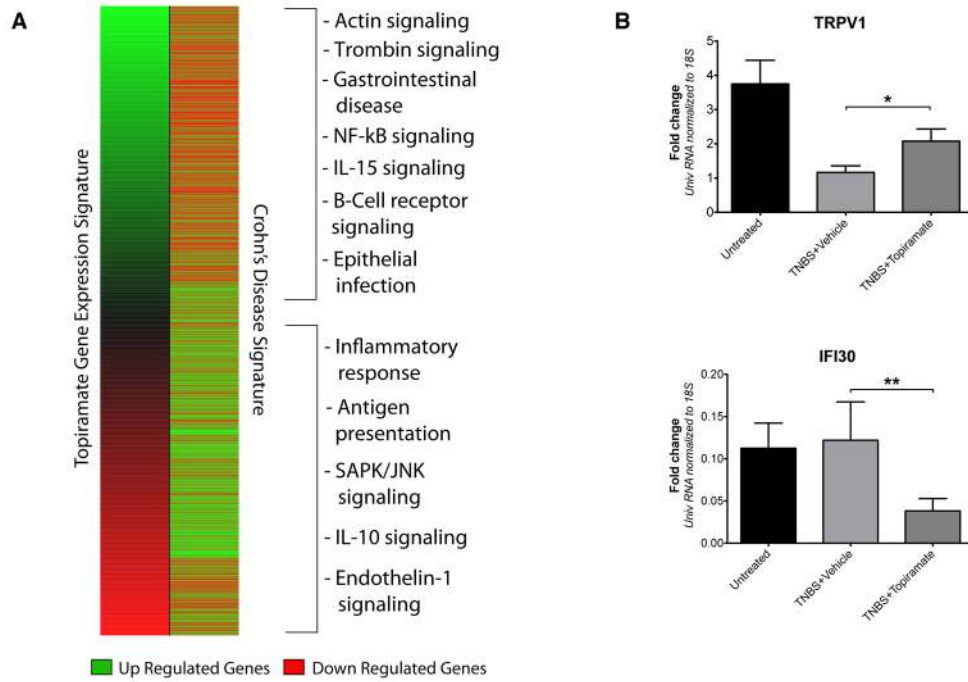 A
Topiramate Gene Expression Signature
Crohn's Disease Signature
- Actin signaling
- Trombin signaling
- Gastrointestinal
disease
- NF-kB signaling
- IL-15 signaling
- B-Cell receptor
signaling
- Epithelial
infection
- Inflammatory
response
- Antigen
presentation
- SAPK/JNK
signaling
- IL-10 signaling
- Endothelin-1
signaling
Up Regulated Genes
Down Regulated Genes
B
TRPV1
Fold change
Univ RNA normalized to 18S
5
4
3
2
1
0
*
Untreated
TNBS+Vehicle
TNBS+Topiramate
IFI30
Fold change
Univ RNA normalized to 18S
0.20
0.15
0.10
0.05
0.00
**
Untreated
TNBS+Vehicle
TNBS+Topiramate